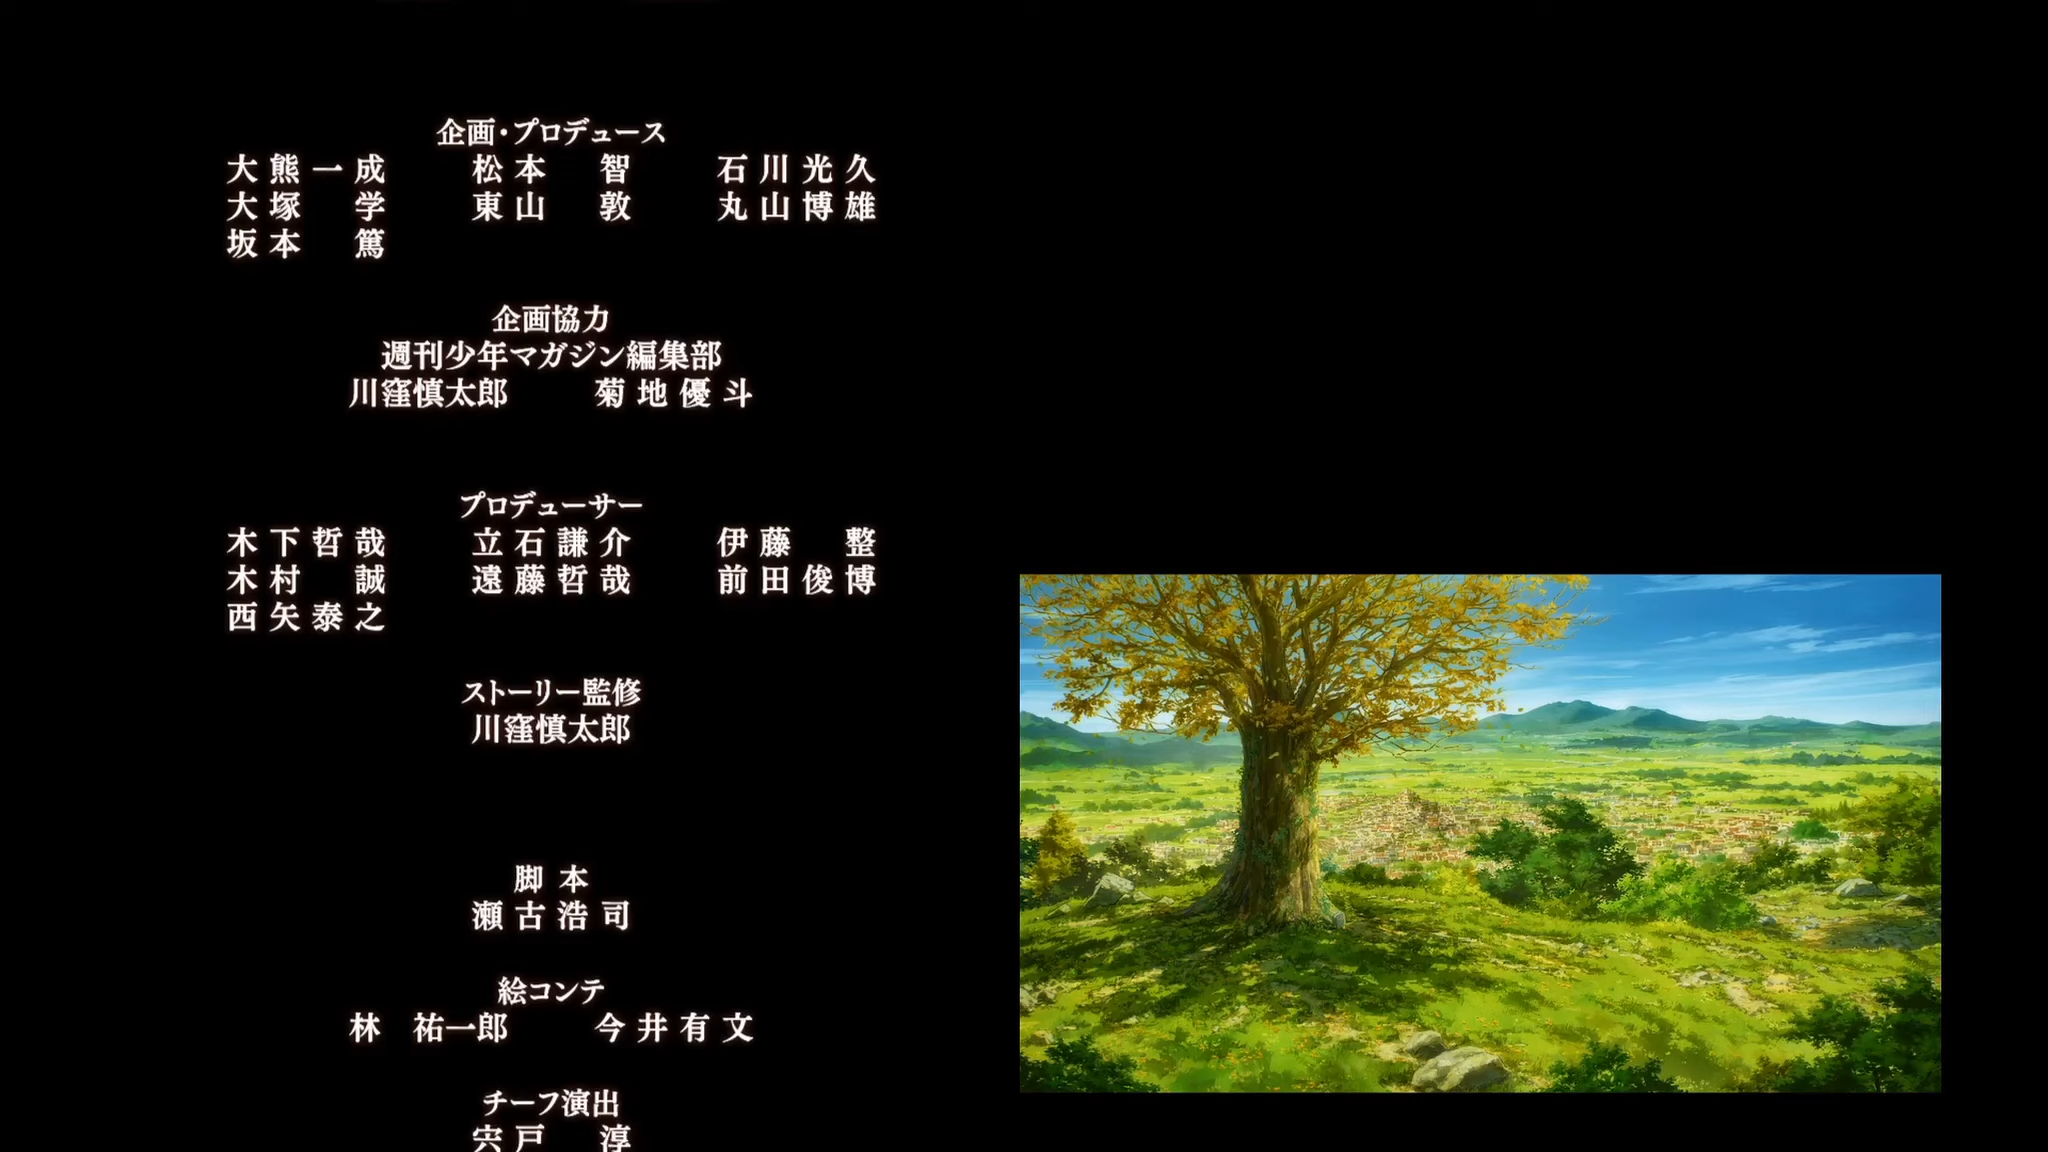 企画・プロデュース
大熊一成 松本 智 石川光久
大塚 学 東山 敦 丸山博雄
坂本 篤
企画協力
週刊少年マガジン編集部
川窪慎太郎 菊地優斗
プロデューサー
木下哲哉 立石謙介 伊藤 整
木村 誠 遠藤哲哉 前田俊博
西矢泰之
ストーリー監修
川窪慎太郎
脚本
瀬古浩司
絵コンテ
林 祐一郎 今井有文
チーフ演出
宍戸 淳